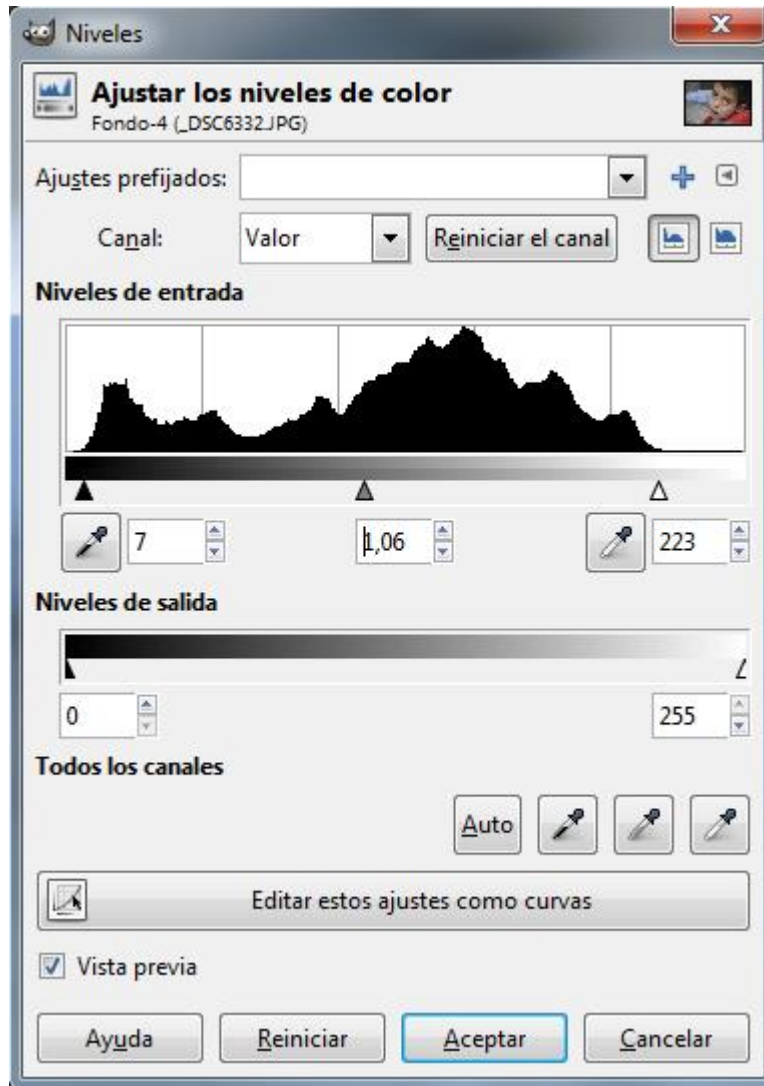 Niveles
Ajustar los niveles de color
Fondo-4 (_DSC6332.JPG)
Ajustes prefijados:
Canal: Valor Reiniciar el canal
Niveles de entrada
7 1,06 223
Niveles de salida
0 255
Todos los canales
Auto
Editar estos ajustes como curvas
Vista previa
Ayuda Reiniciar Aceptar Cancelar